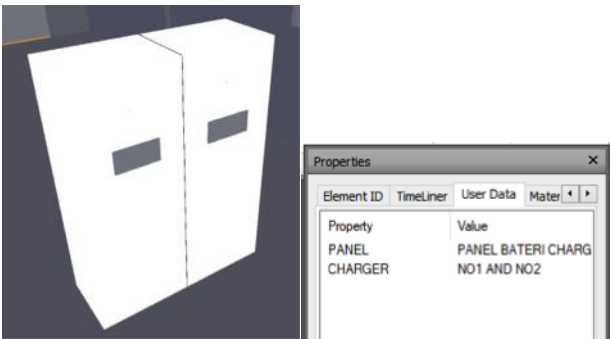 Properties ×
Element ID TimeLiner User Data Mater
Property Value
PANEL PANEL BATERI CHARG
CHARGER NO1 AND NO2